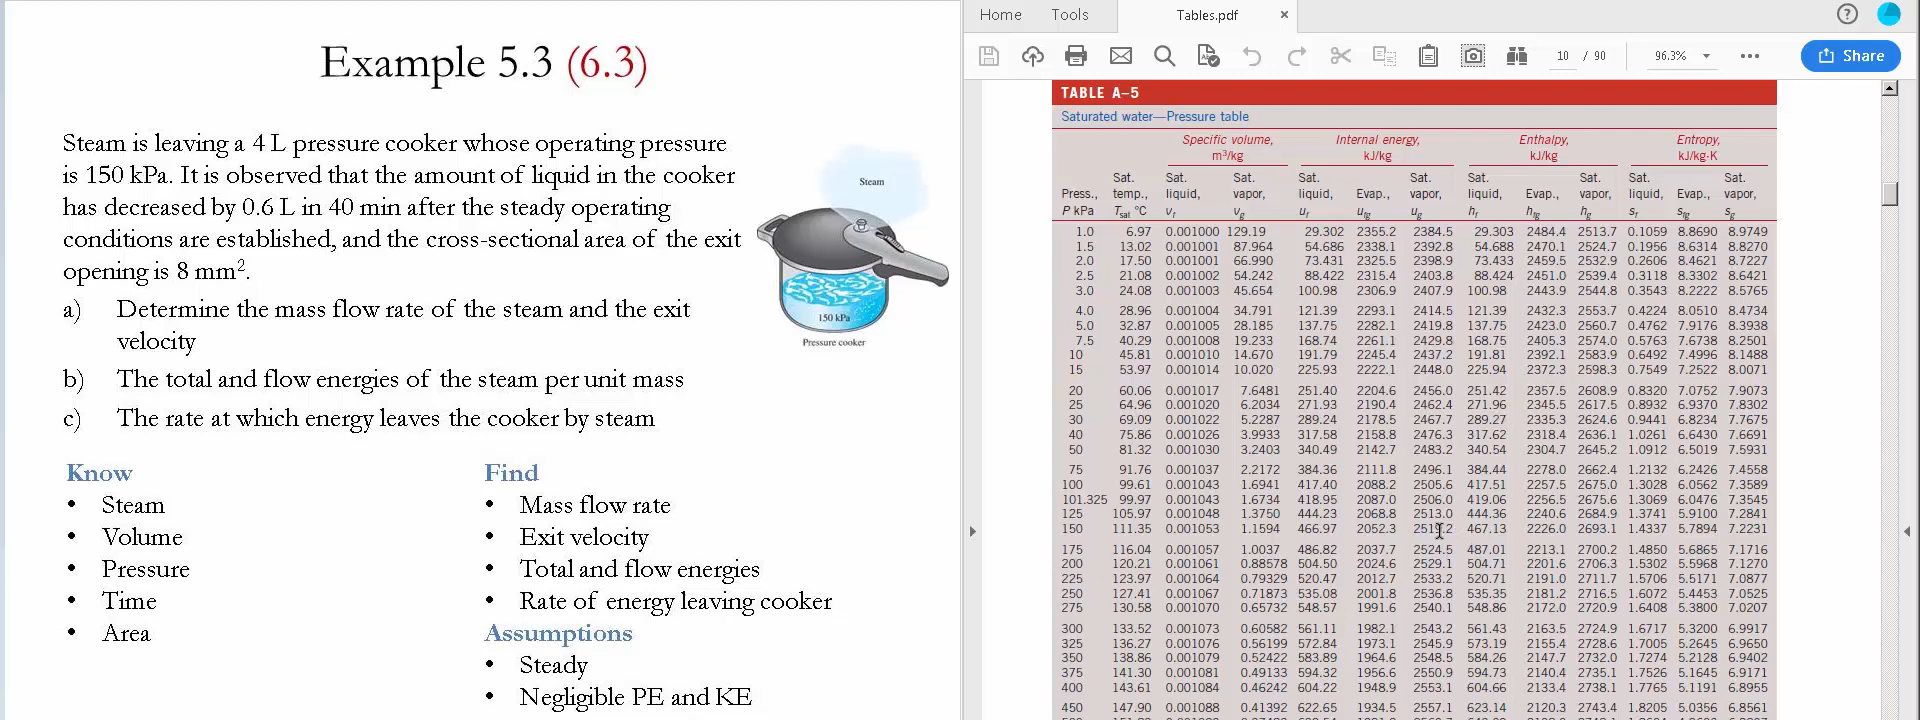 Example 5.3 (6.3)
Steam is leaving a 4 L pressure cooker whose operating pressure
is 150 kPa. It is observed that the amount of liquid in the cooker
has decreased by 0.6 L in 40 min after the steady operating
conditions are established, and the cross-sectional area of the exit
opening is 8 mm².
a) Determine the mass flow rate of the steam and the exit
velocity
b) The total and flow energies of the steam per unit mass
c) The rate at which energy leaves the cooker by steam
Steam
150 kPa
Pressure cooker
Know
• Steam
• Volume
• Pressure
• Time
• Area
Find
• Mass flow rate
• Exit velocity
• Total and flow energies
• Rate of energy leaving cooker
Assumptions
• Steady
• Negligible PE and KE
Home Tools Tables.pdf ×
10 / 90 96.3% Share
TABLE A–5
Saturated water—Pressure table
Specific volume, Internal energy, Enthalpy, Entropy,
m³/kg kJ/kg kJ/kg kJ/kg·K
Sat. Sat. Sat. Sat. Sat. Sat. Sat. Sat. Sat.
Press., temp., liquid, vapor, liquid, Evap., vapor, liquid, Evap., vapor, liquid, Evap., vapor,
P kPa Tsat °C vf vg uf ufg ug hf hfg hg sf sfg sg
1.0 6.97 0.001000 129.19 29.302 2355.2 2384.5 29.303 2484.4 2513.7 0.1059 8.8690 8.9749
1.5 13.02 0.001001 87.964 54.686 2338.1 2392.8 54.688 2470.1 2524.7 0.1956 8.6314 8.8270
2.0 17.50 0.001001 66.990 73.431 2325.5 2398.9 73.433 2459.5 2532.9 0.2606 8.4621 8.7227
2.5 21.08 0.001002 54.242 88.422 2315.4 2403.8 88.424 2451.0 2539.4 0.3118 8.3302 8.6421
3.0 24.08 0.001003 45.654 100.98 2306.9 2407.9 100.98 2443.9 2544.8 0.3543 8.2222 8.5765
4.0 28.96 0.001004 34.791 121.39 2293.1 2414.5 121.39 2432.3 2553.7 0.4224 8.0510 8.4734
5.0 32.87 0.001005 28.185 137.75 2282.1 2419.8 137.75 2423.0 2560.7 0.4762 7.9176 8.3938
7.5 40.29 0.001008 19.233 168.74 2261.1 2429.8 168.75 2405.3 2574.0 0.5763 7.6738 8.2501
10 45.81 0.001010 14.670 191.79 2245.4 2437.2 191.81 2392.1 2583.9 0.6492 7.4996 8.1488
15 53.97 0.001014 10.020 225.93 2222.1 2448.0 225.94 2372.3 2598.3 0.7549 7.2522 8.0071
20 60.06 0.001017 7.6481 251.40 2204.6 2456.0 251.42 2357.5 2608.9 0.8320 7.0752 7.9073
25 64.96 0.001020 6.2034 271.93 2190.4 2462.4 271.96 2345.5 2617.5 0.8932 6.9370 7.8302
30 69.09 0.001022 5.2287 289.24 2178.5 2467.7 289.27 2335.3 2624.6 0.9441 6.8234 7.7675
40 75.86 0.001026 3.9933 317.58 2158.8 2476.3 317.62 2318.4 2636.1 1.0261 6.6430 7.6691
50 81.32 0.001030 3.2403 340.49 2142.7 2483.2 340.54 2304.7 2645.2 1.0912 6.5019 7.5931
75 91.76 0.001037 2.2172 384.36 2111.8 2496.1 384.44 2278.0 2662.4 1.2132 6.2426 7.4558
100 99.61 0.001043 1.6941 417.40 2088.2 2505.6 417.51 2257.5 2675.0 1.3028 6.0562 7.3589
101.325 99.97 0.001043 1.6734 418.95 2087.0 2506.0 419.06 2256.5 2675.6 1.3069 6.0476 7.3545
125 105.97 0.001048 1.3750 444.23 2068.8 2513.0 444.36 2240.6 2684.9 1.3741 5.9100 7.2841
150 111.35 0.001053 1.1594 466.97 2052.3 2519.2 467.13 2226.0 2693.1 1.4337 5.7894 7.2231
175 116.04 0.001057 1.0037 486.82 2037.7 2524.5 487.01 2213.1 2700.2 1.4850 5.6865 7.1716
200 120.21 0.001061 0.88578 504.50 2024.6 2529.1 504.71 2201.6 2706.3 1.5302 5.5968 7.1270
225 123.97 0.001064 0.79329 520.47 2012.7 2533.2 520.71 2191.0 2711.7 1.5706 5.5171 7.0877
250 127.41 0.001067 0.71873 535.08 2001.8 2536.8 535.35 2181.2 2716.5 1.6072 5.4453 7.0525
275 130.58 0.001070 0.65732 548.57 1991.6 2540.1 548.86 2172.0 2720.9 1.6408 5.3800 7.0207
300 133.52 0.001073 0.60582 561.11 1982.1 2543.2 561.43 2163.5 2724.9 1.6717 5.3200 6.9917
325 136.27 0.001076 0.56199 572.84 1973.1 2545.9 573.19 2155.4 2728.6 1.7005 5.2645 6.9650
350 138.86 0.001079 0.52422 583.89 1964.6 2548.5 584.26 2147.7 2732.0 1.7274 5.2128 6.9402
375 141.30 0.001081 0.49133 594.32 1956.6 2550.9 594.73 2140.4 2735.1 1.7526 5.1645 6.9171
400 143.61 0.001084 0.46242 604.22 1948.9 2553.1 604.66 2133.4 2738.1 1.7765 5.1191 6.8955
450 147.90 0.001088 0.41392 622.65 1934.5 2557.1 623.14 2120.3 2743.4 1.8205 5.0356 6.8561